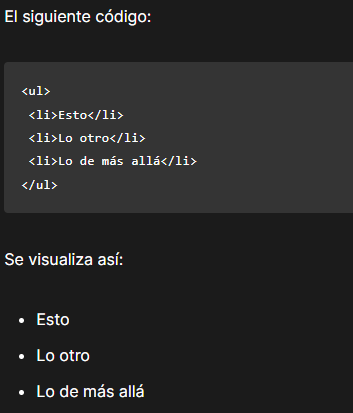 El siguiente código:
<ul>
<li>Esto</li>
<li>Lo otro</li>
<li>Lo de más allá</li>
</ul>
Se visualiza así:
• Esto
• Lo otro
• Lo de más allá